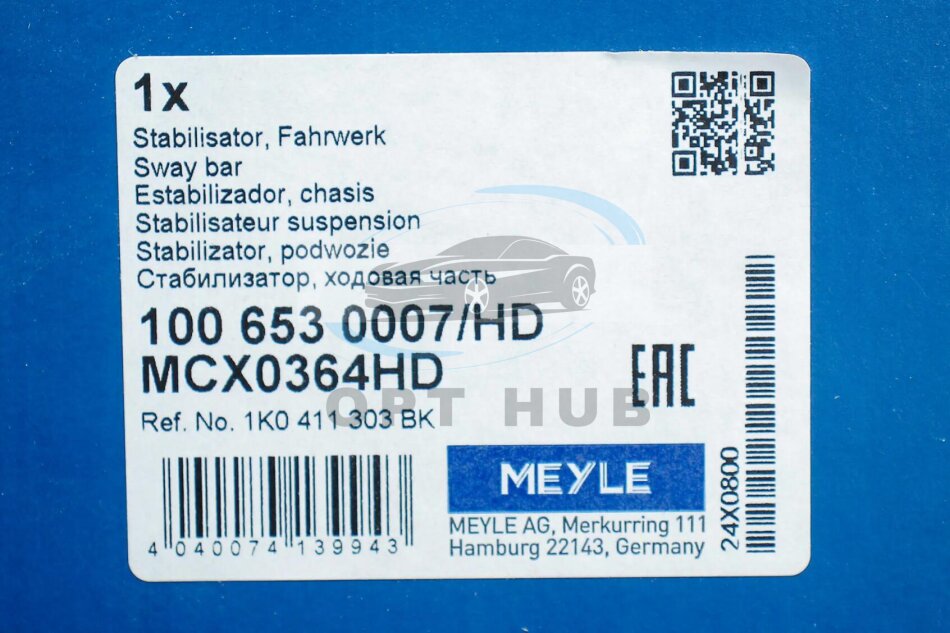 1x
Stabilisator, Fahrwerk
Sway bar
Estabilizador, chasis
Stabilisateur suspension
Stabilizator, podwozie
Стабилизатор, ходовая часть
100 653 0007/HD
MCX0364HD
EAC
OPT HUB
Ref. No. 1K0 411 303 BK
MEYLE
MEYLE AG, Merkurring 111
Hamburg 22143, Germany
4 040074 139943
24X0800